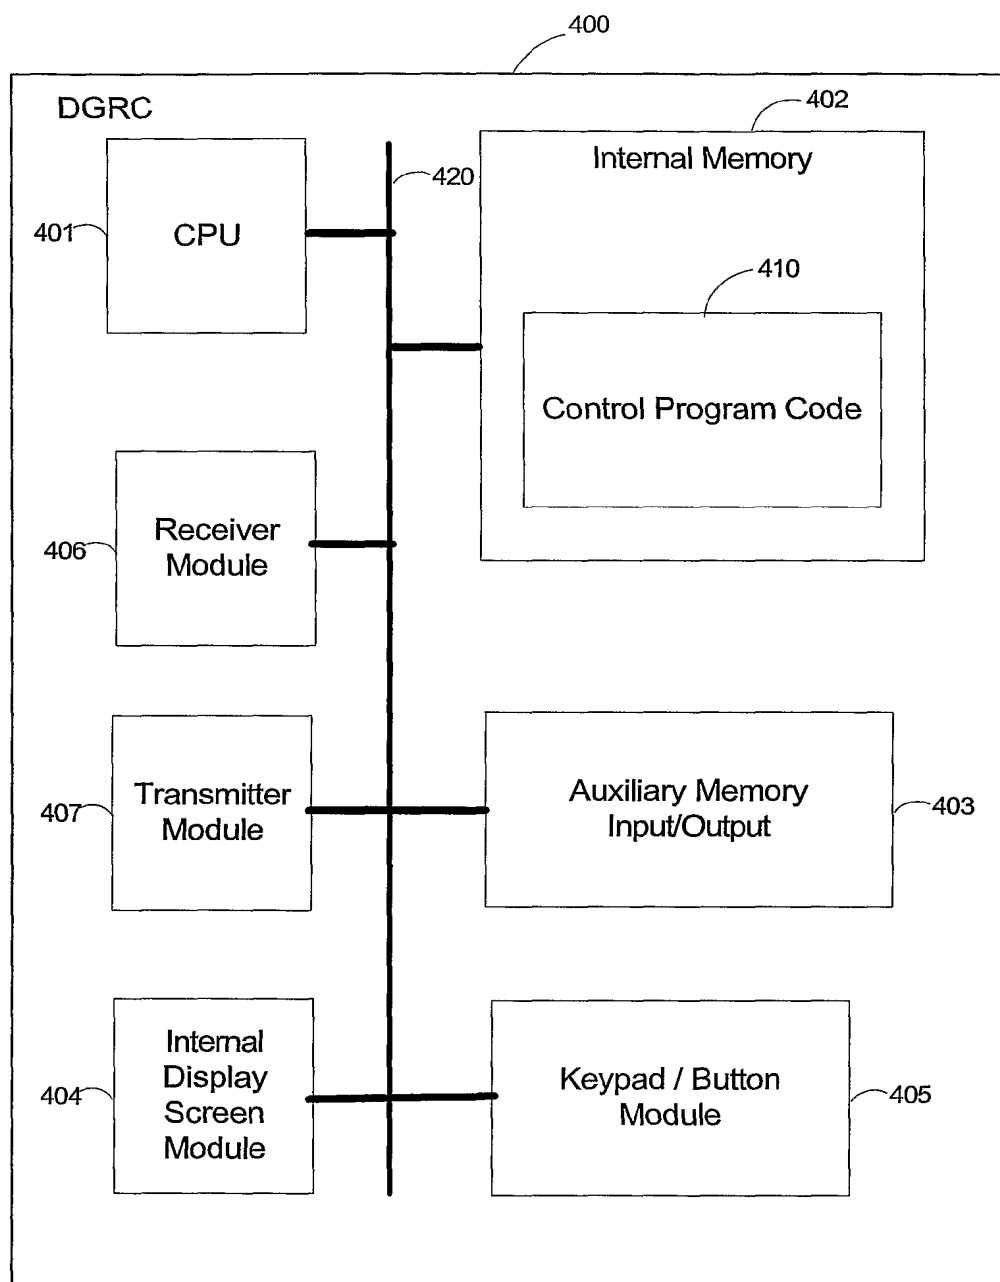 400
DGRC
402
Internal Memory
420
401
CPU
410
Control Program Code
406
Receiver
Module
407
Transmitter
Module
Auxiliary Memory
Input/Output
403
404
Internal
Display
Screen
Module
Keypad / Button
Module
405